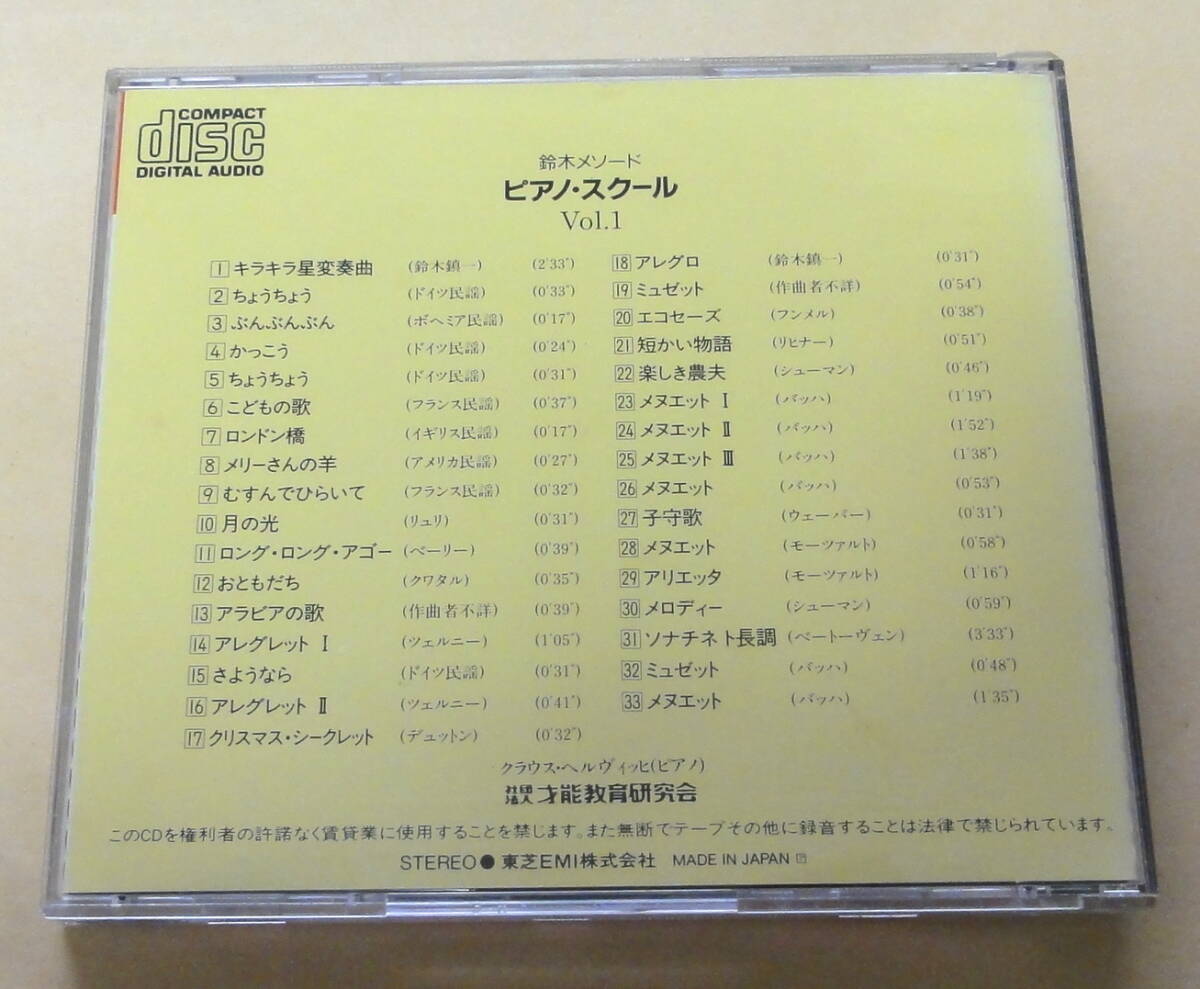 COMPACT
disc
DIGITAL AUDIO
鈴木メソード
ピアノ・スクール
Vol.1
1 キラキラ星変奏曲 (鈴木鎮一) (2'33")
2 ちょうちょう (ドイツ民謡) (0'33")
3 ぶんぶんぶん (ボヘミア民謡) (0'17")
4 かっこう (ドイツ民謡) (0'24")
5 ちょうちょう (ドイツ民謡) (0'31")
6 こどもの歌 (フランス民謡) (0'37")
7 ロンドン橋 (イギリス民謡) (0'17")
8 メリーさんの羊 (アメリカ民謡) (0'27")
9 むすんでひらいて (フランス民謡) (0'32")
10 月の光 (リュリ) (0'31")
11 ロング・ロング・アゴー (ベーリー) (0'39")
12 おともだち (クワタル) (0'35")
13 アラビアの歌 (作曲者不詳) (0'39")
14 アレグレット Ⅰ (ツェルニー) (1'05")
15 さようなら (ドイツ民謡) (0'31")
16 アレグレット Ⅱ (ツェルニー) (0'41")
17 クリスマス・シークレット (デュットン) (0'32")
18 アレグロ (鈴木鎮一) (0'31")
19 ミュゼット (作曲者不詳) (0'54")
20 エコセーズ (フンメル) (0'38")
21 短かい物語 (リヒナー) (0'51")
22 楽しき農夫 (シューマン) (0'46")
23 メヌエット Ⅰ (バッハ) (1'19")
24 メヌエット Ⅱ (バッハ) (1'52")
25 メヌエット Ⅲ (バッハ) (1'38")
26 メヌエット (バッハ) (0'53")
27 子守歌 (ウェーバー) (0'31")
28 メヌエット (モーツァルト) (0'58")
29 アリエッタ (モーツァルト) (1'16")
30 メロディー (シューマン) (0'59")
31 ソナチネ ト長調 (ベートーヴェン) (3'33")
32 ミュゼット (バッハ) (0'48")
33 メヌエット (バッハ) (1'35")
クラウス・ヘルヴィッヒ(ピアノ)
社団法人 才能教育研究会
このCDを権利者の許諾なく賃貸業に使用することを禁じます。また無断でテープその他に録音することは法律で禁じられています。
STEREO ● 東芝EMI株式会社 MADE IN JAPAN